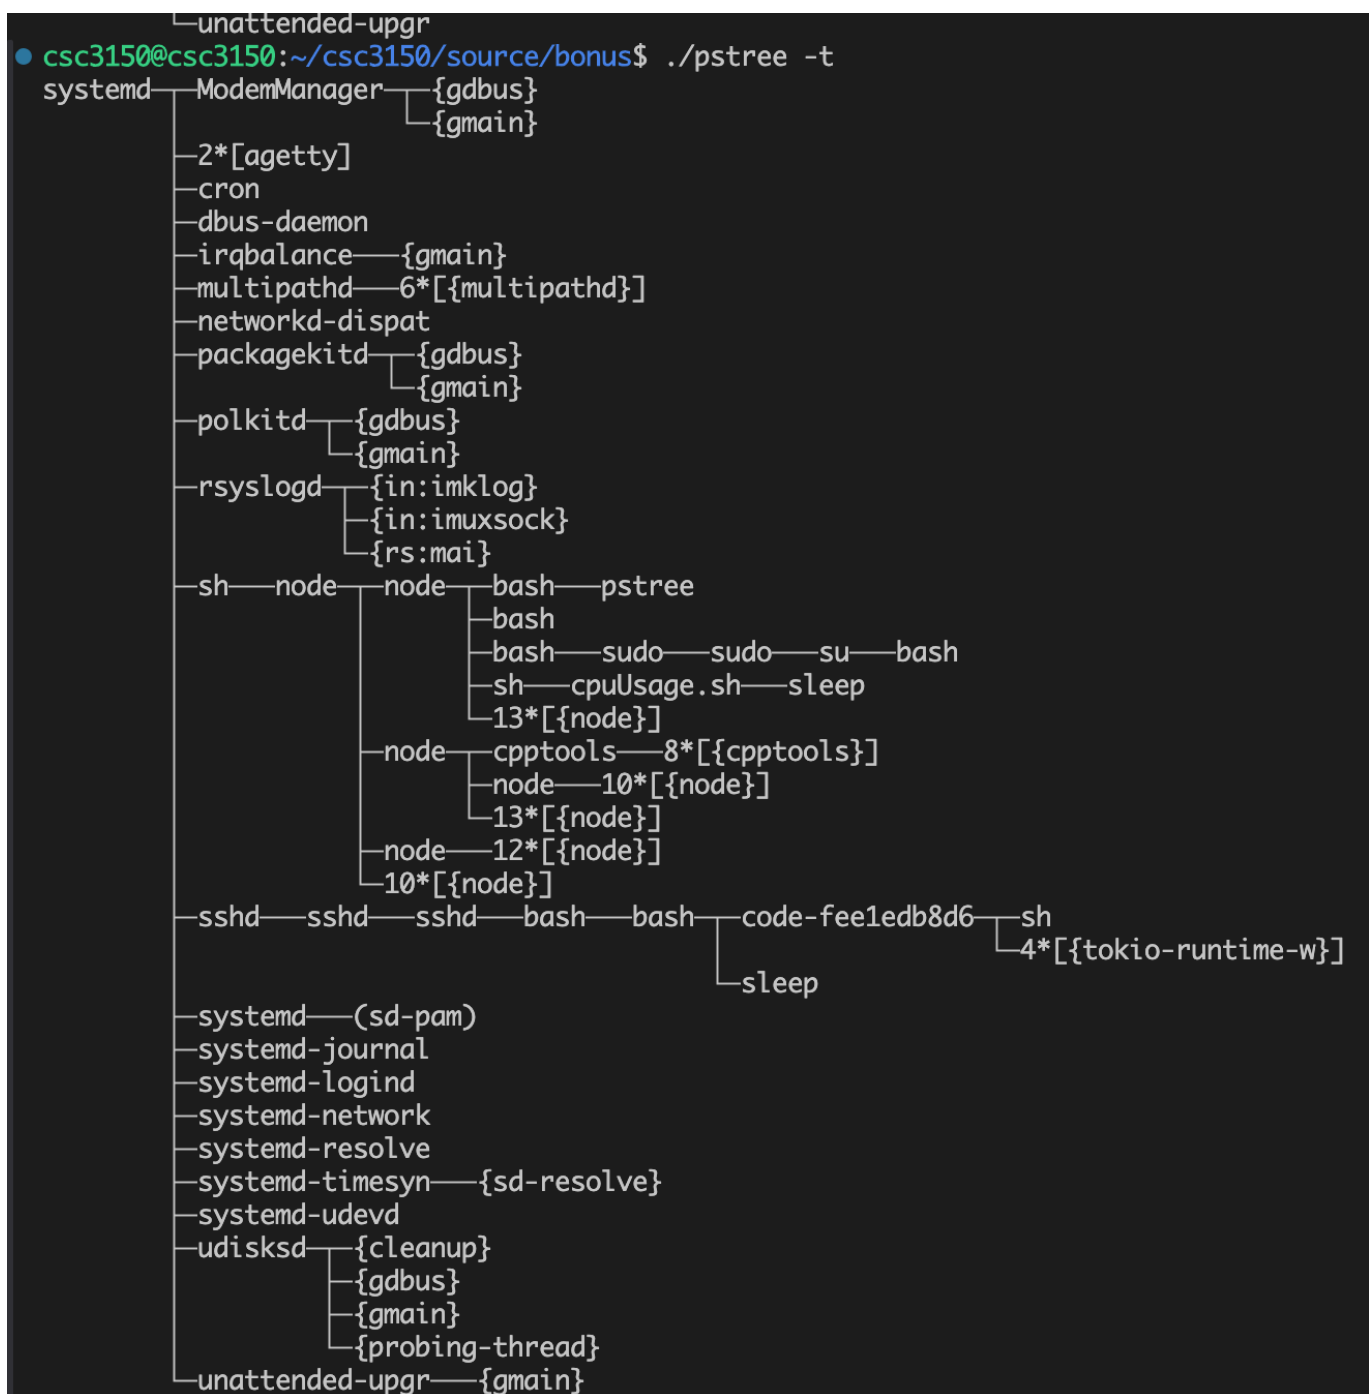 └─unattended-upgr
csc3150@csc3150:~/csc3150/source/bonus$ ./pstree -t
systemd─┬─ModemManager─┬─{gdbus}
        │              └─{gmain}
        ├─2*[agetty]
        ├─cron
        ├─dbus-daemon
        ├─irqbalance───{gmain}
        ├─multipathd───6*[{multipathd}]
        ├─networkd-dispat
        ├─packagekitd─┬─{gdbus}
        │             └─{gmain}
        ├─polkitd─┬─{gdbus}
        │         └─{gmain}
        ├─rsyslogd─┬─{in:imklog}
        │          ├─{in:imuxsock}
        │          └─{rs:mai}
        ├─sh───node─┬─node─┬─bash───pstree
        │           │      ├─bash
        │           │      ├─bash───sudo───sudo───su───bash
        │           │      ├─sh───cpuUsage.sh───sleep
        │           │      └─13*[{node}]
        │           ├─node─┬─cpptools───8*[{cpptools}]
        │           │      ├─node───10*[{node}]
        │           │      └─13*[{node}]
        │           ├─node───12*[{node}]
        │           └─10*[{node}]
        ├─sshd───sshd───sshd───bash───bash─┬─code-fee1edb8d6─┬─sh
        │                                  │                 └─4*[{tokio-runtime-w}]
        │                                  └─sleep
        ├─systemd───(sd-pam)
        ├─systemd-journal
        ├─systemd-logind
        ├─systemd-network
        ├─systemd-resolve
        ├─systemd-timesyn───{sd-resolve}
        ├─systemd-udevd
        ├─udisksd─┬─{cleanup}
        │         ├─{gdbus}
        │         ├─{gmain}
        │         └─{probing-thread}
        └─unattended-upgr───{gmain}